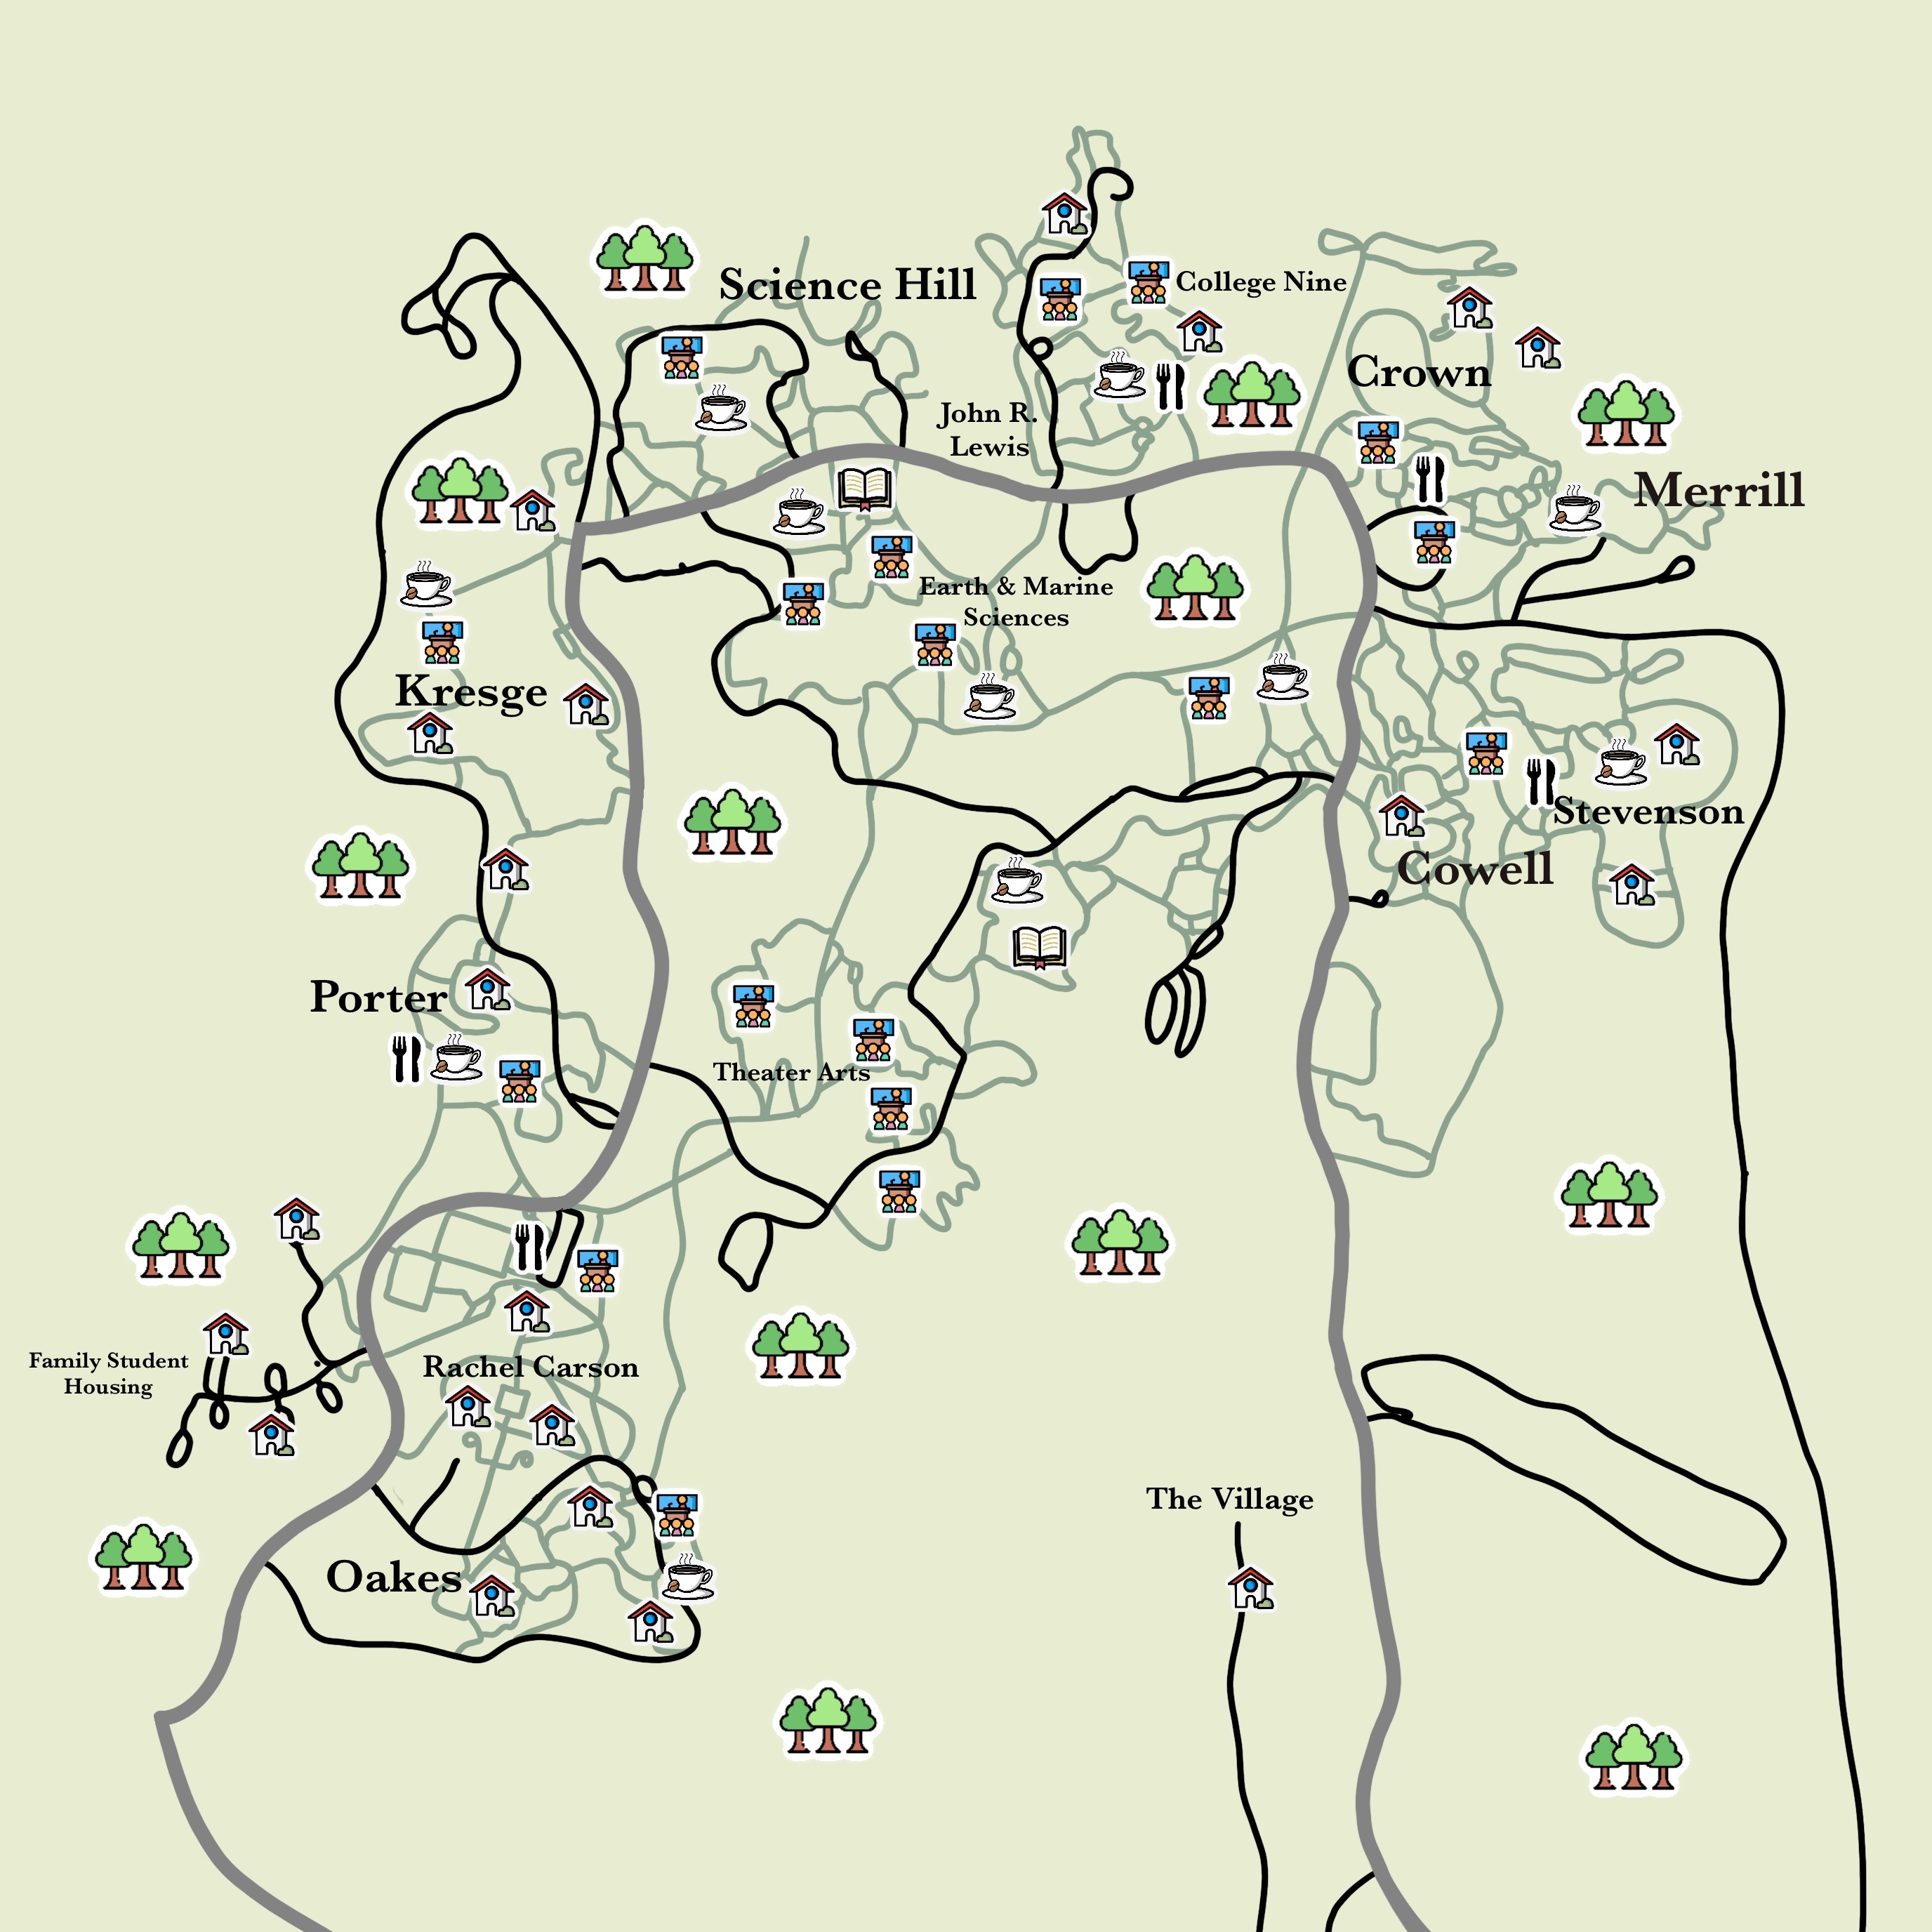 Science Hill
College Nine
Crown
John R.
Lewis
Merrill
Earth & Marine
Sciences
Kresge
Stevenson
Cowell
Porter
Theater Arts
Family Student
Housing
Rachel Carson
The Village
Oakes